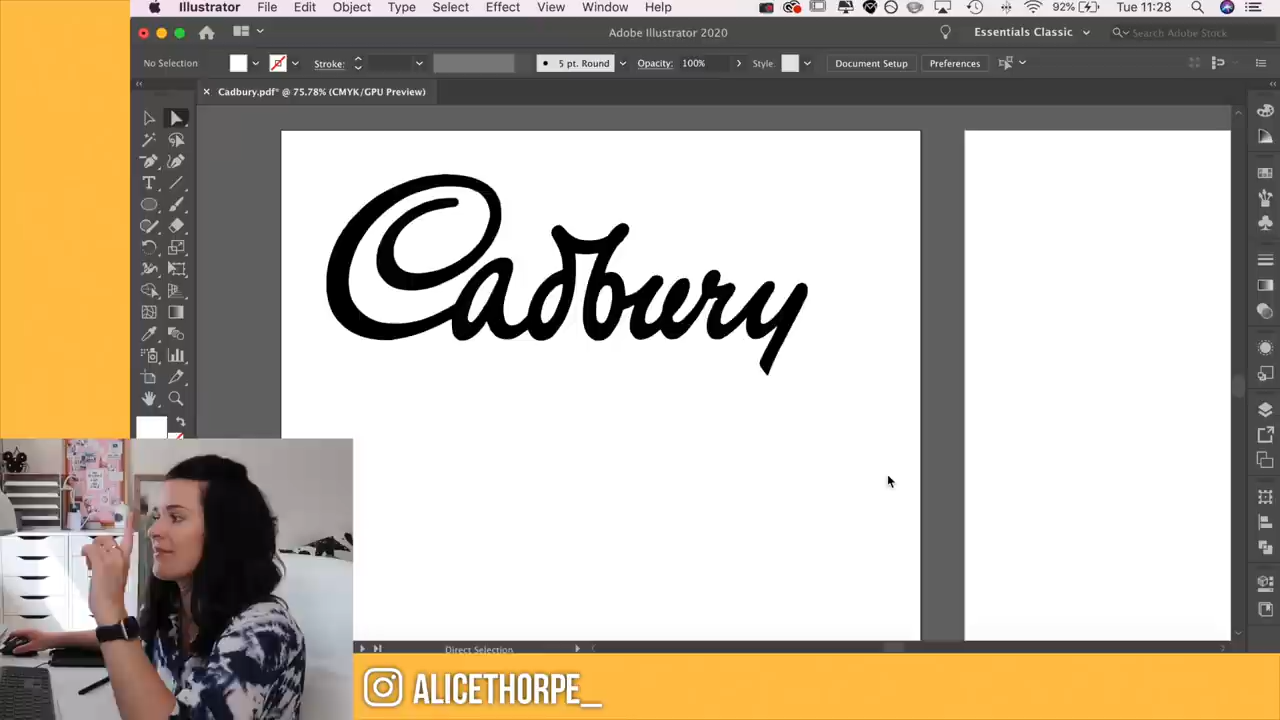 Illustrator File Edit Object Type Select Effect View Window Help 92% Tue 11:28
Adobe Illustrator 2020 Essentials Classic Search Adobe Stock
No Selection Stroke: 5 pt. Round Opacity: 100% Style: Document Setup Preferences
Cadbury.pdf* @ 75.78% (CMYK/GPU Preview)
Cadbury
Direct Selection
ALICETHORPE_